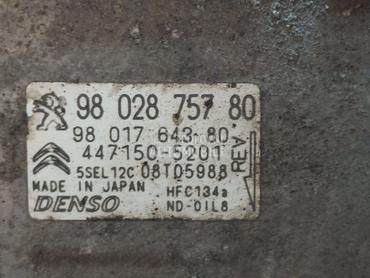 98 028 757 80
98 017 643 80
447150-5201
5SEL12C 08T05988
REV
MADE IN JAPAN HFC134a
DENSO ND-OIL8